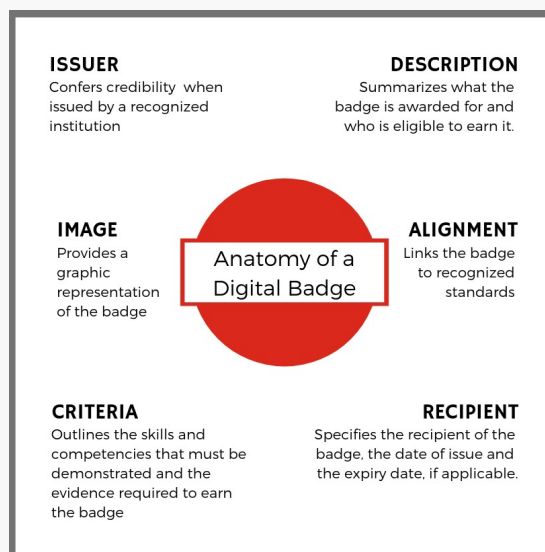 ISSUER
Confers credibility when
issued by a recognized
institution
DESCRIPTION
Summarizes what the
badge is awarded for and
who is eligible to earn it.
IMAGE
Provides a
graphic
representation
of the badge
Anatomy of a
Digital Badge
ALIGNMENT
Links the badge
to recognized
standards
CRITERIA
Outlines the skills and
competencies that must be
demonstrated and the
evidence required to earn
the badge
RECIPIENT
Specifies the recipient of the
badge, the date of issue and
the expiry date, if applicable.